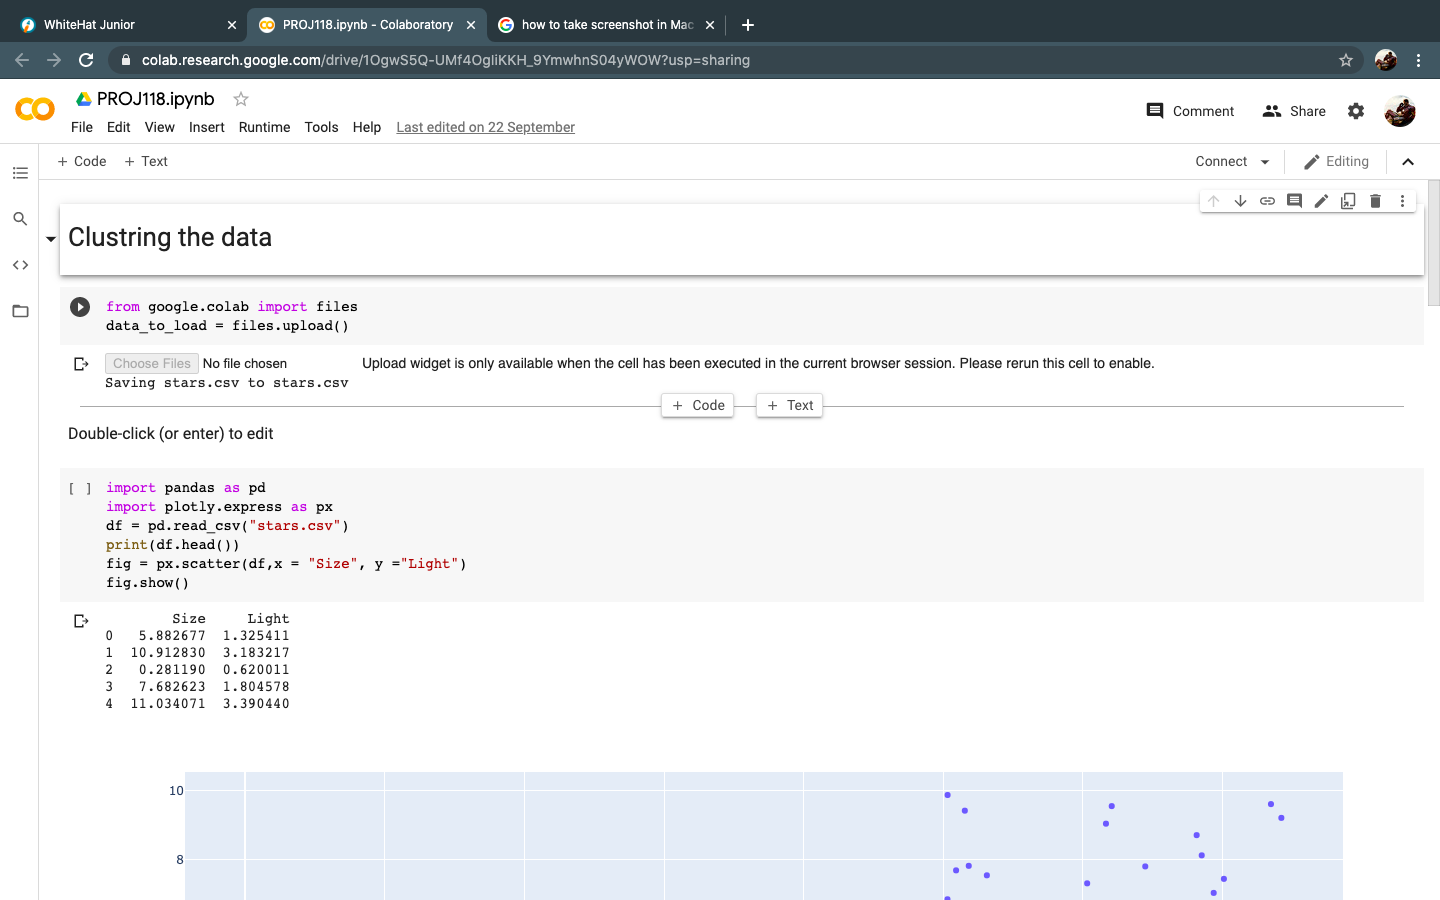 WhiteHat Junior
PROJ118.ipynb - Colaboratory
how to take screenshot in Mac
colab.research.google.com/drive/1OgwS5Q-UMf4OgliKKH_9YmwhnS04yWOW?usp=sharing
PROJ118.ipynb
Comment
Share
File Edit View Insert Runtime Tools Help Last edited on 22 September
+ Code + Text
Connect
Editing
Clustring the data
from google.colab import files
data_to_load = files.upload()
Choose Files No file chosen Upload widget is only available when the cell has been executed in the current browser session. Please rerun this cell to enable.
Saving stars.csv to stars.csv
+ Code + Text
Double-click (or enter) to edit
[ ] import pandas as pd
import plotly.express as px
df = pd.read_csv("stars.csv")
print(df.head())
fig = px.scatter(df,x = "Size", y ="Light")
fig.show()
Size Light
0 5.882677 1.325411
1 10.912830 3.183217
2 0.281190 0.620011
3 7.682623 1.804578
4 11.034071 3.390440
10
8